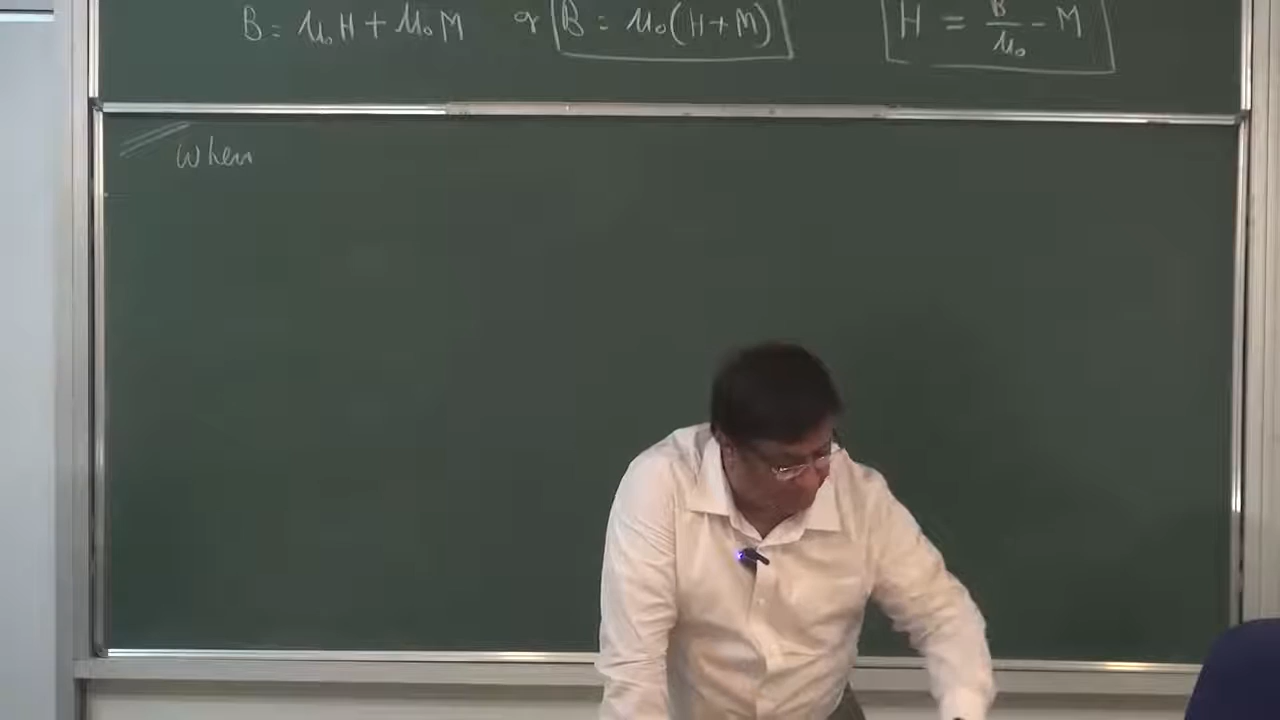 B = μ₀H + μ₀M or B = μ₀(H+M) H = B/μ₀ - M
When